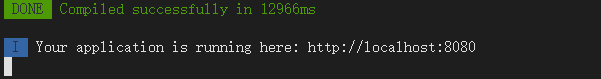 DONE Compiled successfully in 12966ms
I Your application is running here: http://localhost:8080